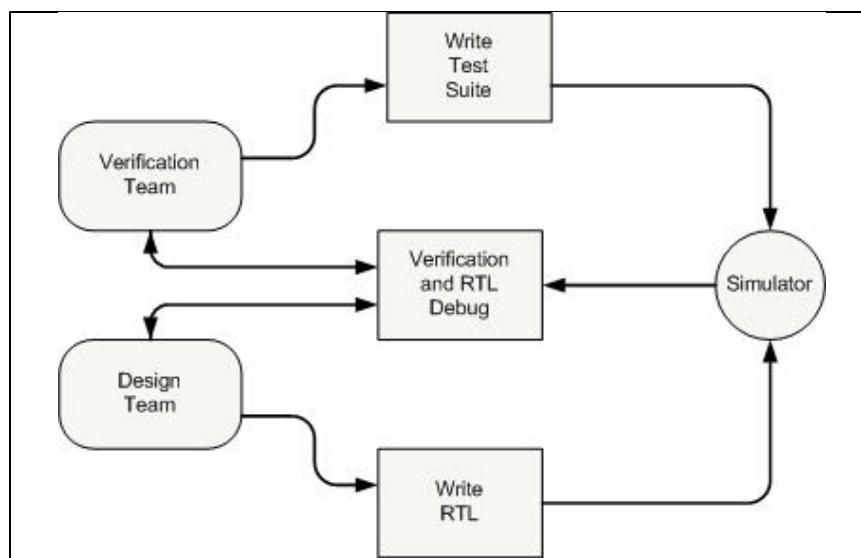 Write
Test
Suite
Verification
Team
Verification
and RTL
Debug
Simulator
Design
Team
Write
RTL